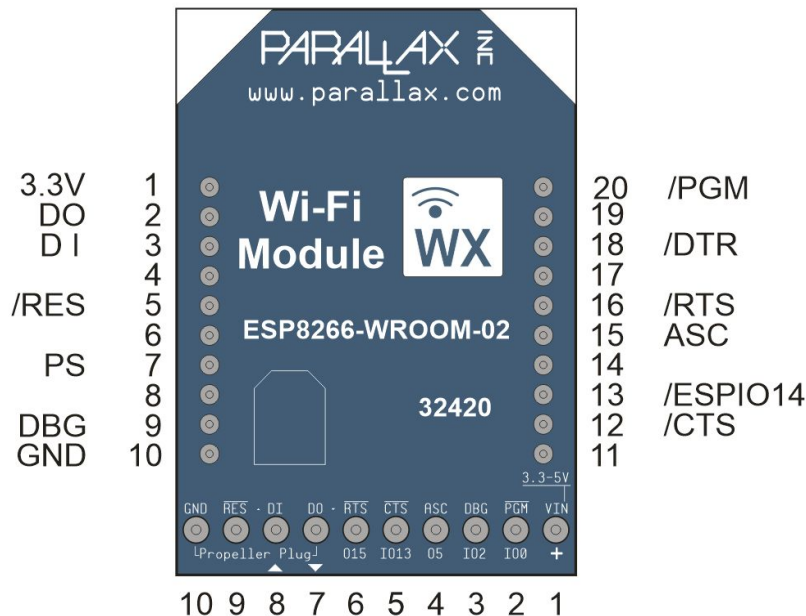 PARALLAX INC
www.parallax.com
3.3V 1
DO 2
DI 3
4
/RES 5
6
PS 7
8
DBG 9
GND 10
Wi-Fi
Module
WX
ESP8266-WROOM-02
32420
20 /PGM
19
18 /DTR
17
16 /RTS
15 ASC
14
13 /ESPIO14
12 /CTS
11
3.3-5V
GND RES - DI DO - RTS CTS ASC DBG PGM VIN
Propeller Plug O15 IO13 O5 IO2 IO0 +
10 9 8 7 6 5 4 3 2 1